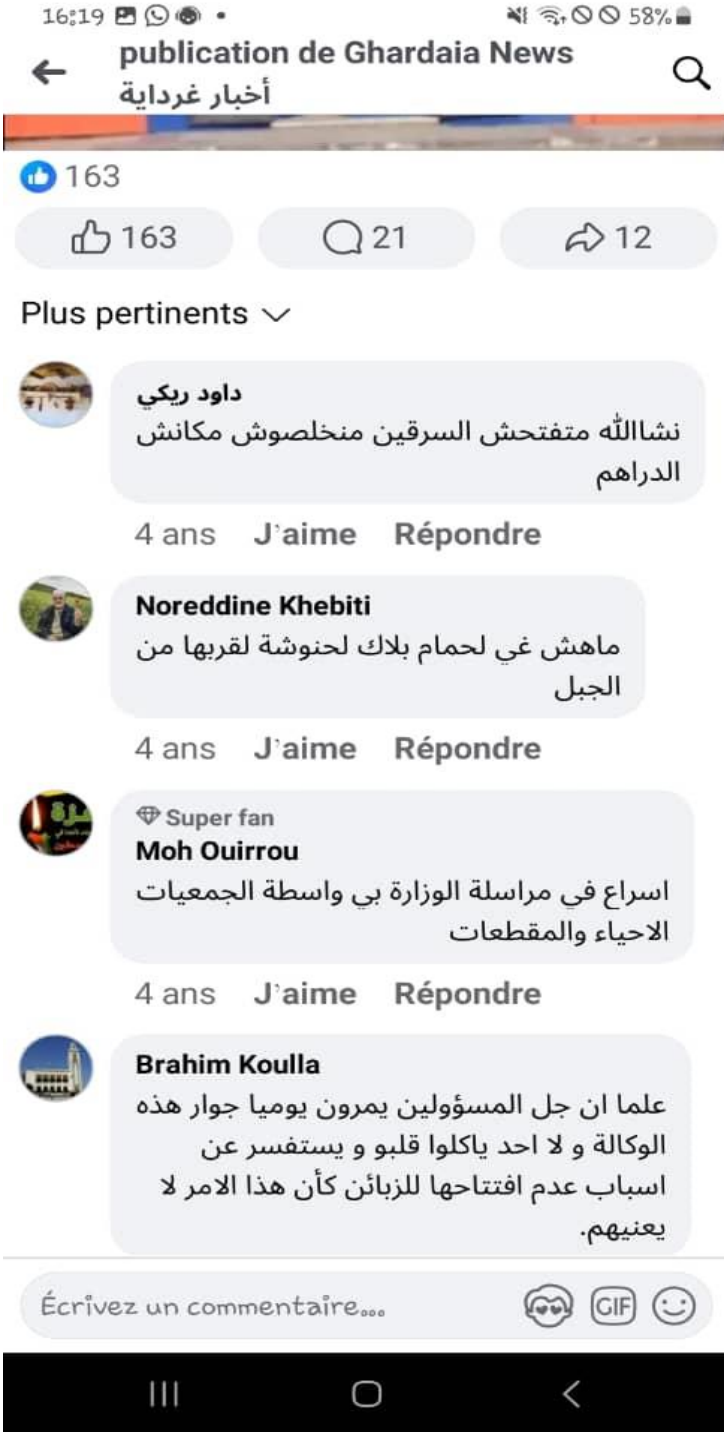 16:19
58%
publication de Ghardaia News
أخبار غرداية
163
163 21 12
Plus pertinents
داود ريكي
نشاالله متفتحش السرقين منخلصوش مكانش
الدراهم
4 ans J'aime Répondre
Noreddine Khebiti
ماهش غي لحمام بلاك لحنوشة لقربها من
الجبل
4 ans J'aime Répondre
غزة
Super fan
Moh Ouirrou
اسراع في مراسلة الوزارة بي واسطة الجمعيات
الاحياء والمقطعات
4 ans J'aime Répondre
Brahim Koulla
علما ان جل المسؤولين يمرون يوميا جوار هذه
الوكالة و لا احد ياكلوا قلبو و يستفسر عن
اسباب عدم افتتاحها للزبائن كأن هذا الامر لا
يعنيهم.
Écrivez un commentaire...
GIF